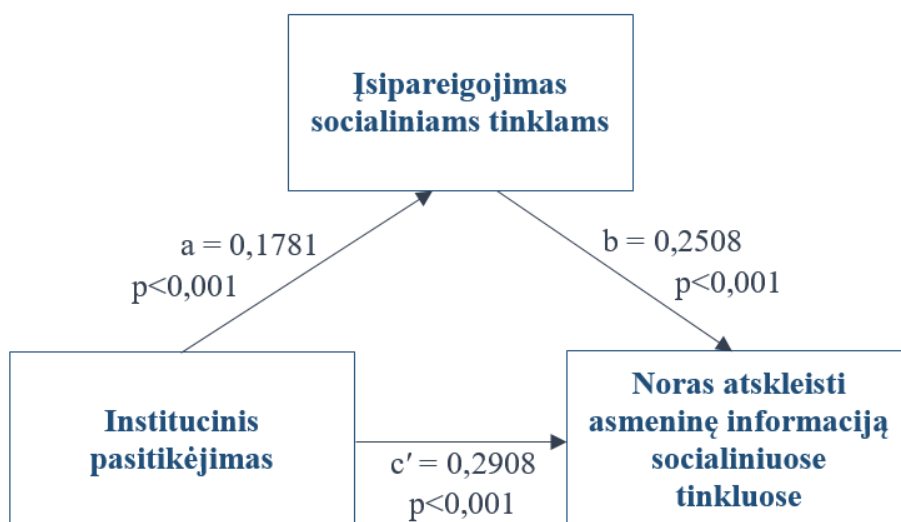 Įsipareigojimas
socialiniams tinklams
a = 0,1781
p<0,001
b = 0,2508
p<0,001
Institucinis
pasitikėjimas
c′ = 0,2908
p<0,001
Noras atskleisti
asmeninę informaciją
socialiniuose
tinkluose